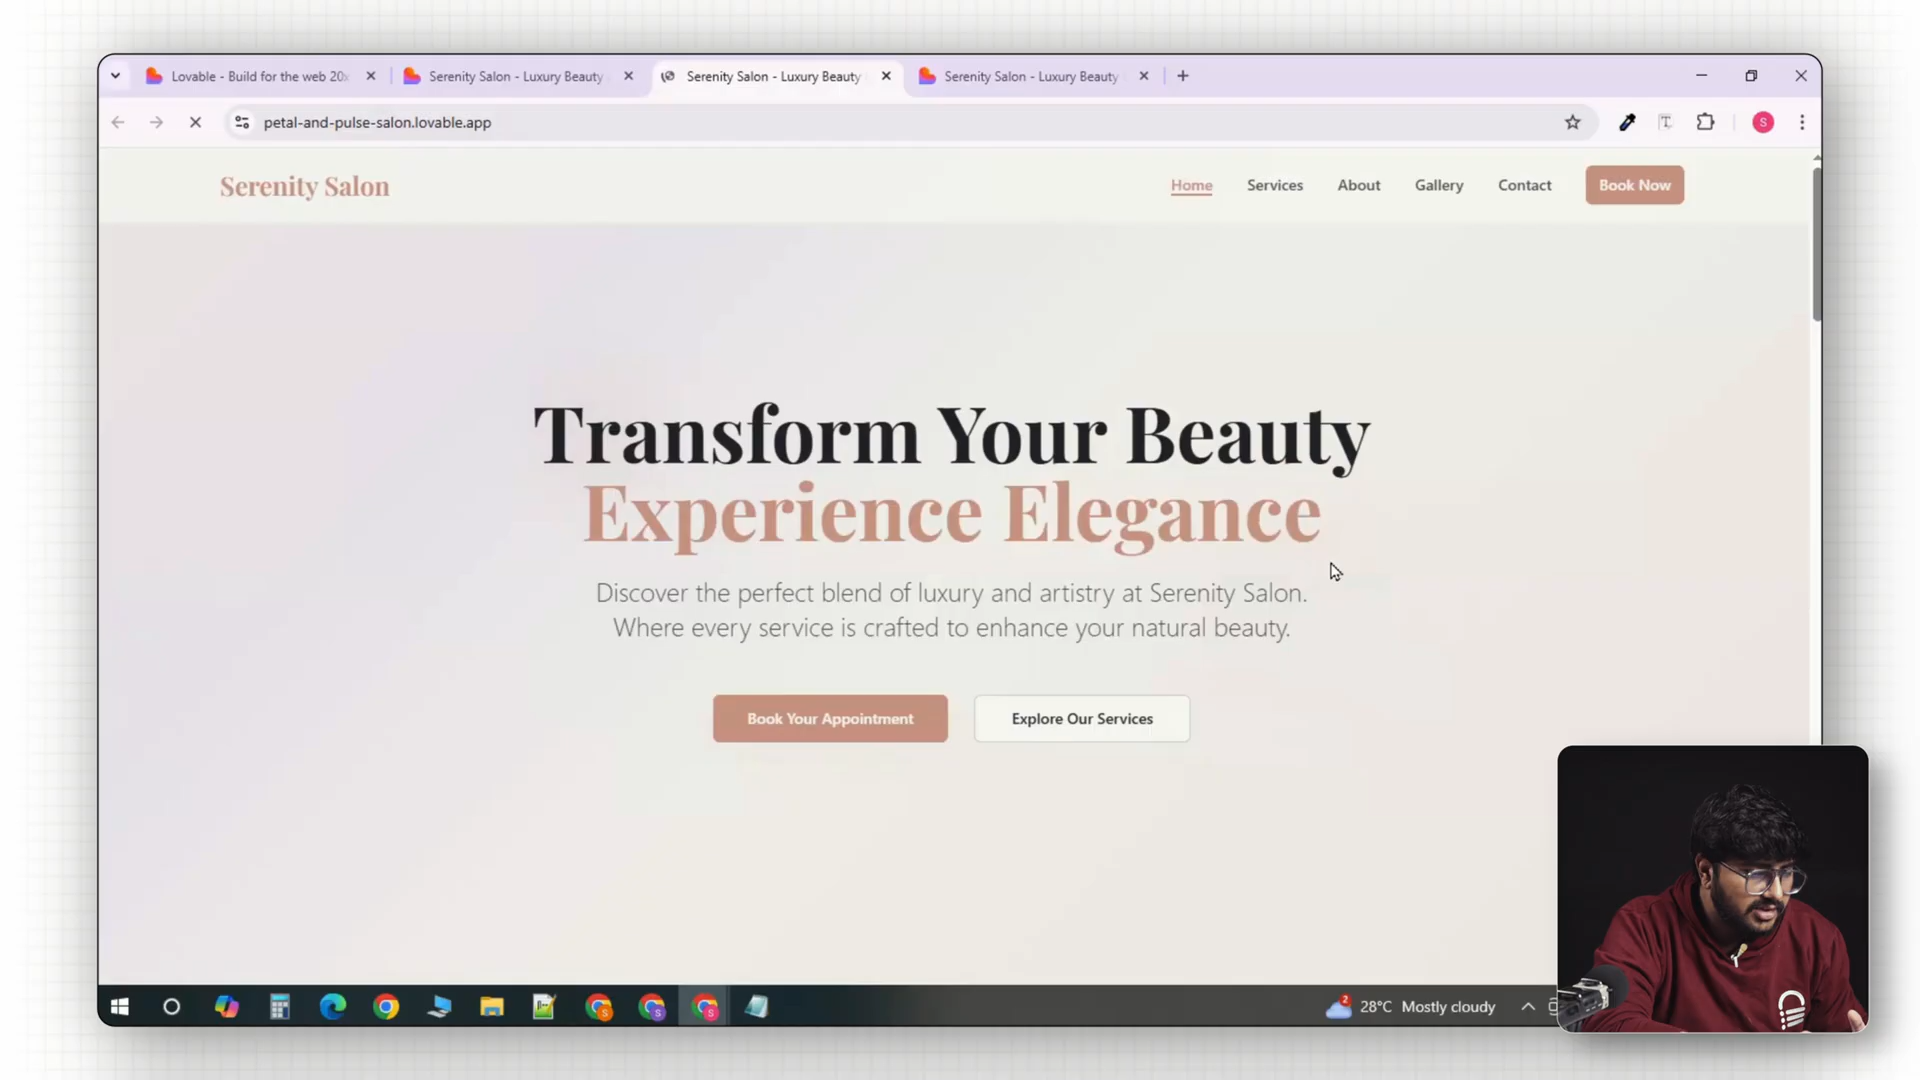 Lovable - Build for the web 20x
Serenity Salon - Luxury Beauty
Serenity Salon - Luxury Beauty
Serenity Salon - Luxury Beauty
petal-and-pulse-salon.lovable.app
S
Serenity Salon
Home
Services
About
Gallery
Contact
Book Now
Transform Your Beauty
Experience Elegance
Discover the perfect blend of luxury and artistry at Serenity Salon.
Where every service is crafted to enhance your natural beauty.
Book Your Appointment
Explore Our Services
2
28°C Mostly cloudy